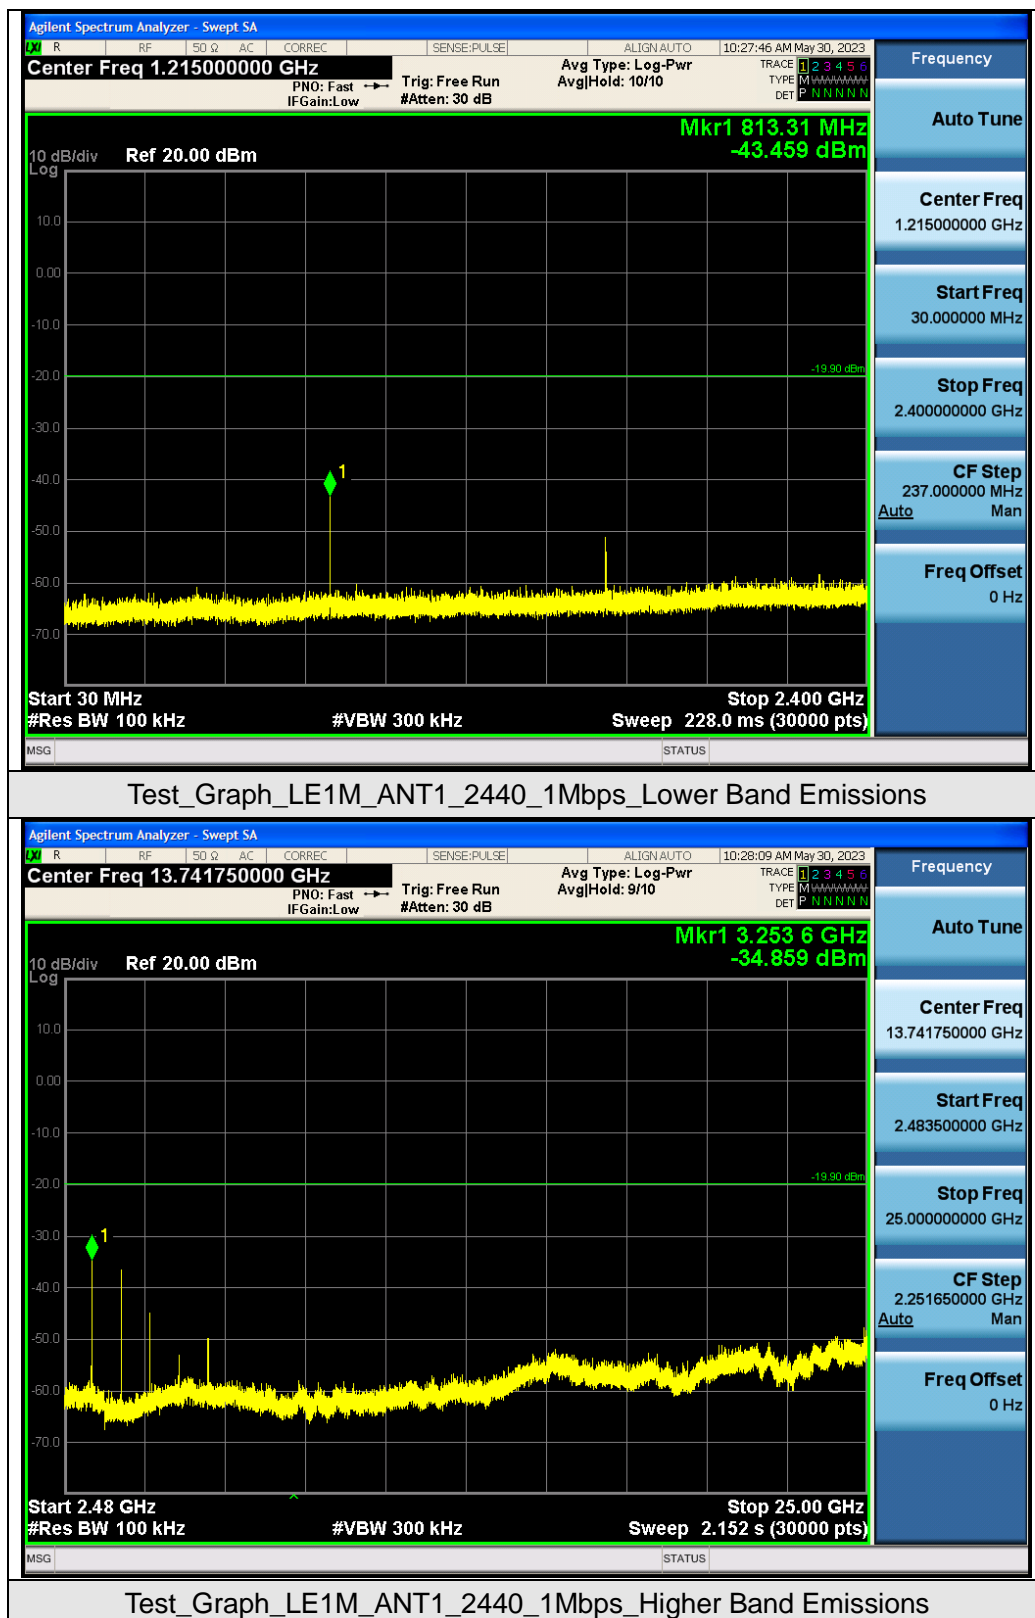 Agilent Spectrum Analyzer - Swept SA
LXI R RF 50 Ω AC CORREC SENSE:PULSE ALIGN AUTO 10:27:46 AM May 30, 2023
Center Freq 1.215000000 GHz
PNO: Fast
IFGain:Low
Trig: Free Run
#Atten: 30 dB
Avg Type: Log-Pwr
Avg|Hold: 10/10
TRACE 1 2 3 4 5 6
TYPE M
DET P N N N N N
Mkr1 813.31 MHz
-43.459 dBm
10 dB/div Ref 20.00 dBm
Log
10.0
0.00
-10.0
-20.0
-19.90 dBm
-30.0
-40.0
1
-50.0
-60.0
-70.0
Start 30 MHz Stop 2.400 GHz
#Res BW 100 kHz #VBW 300 kHz Sweep 228.0 ms (30000 pts)
MSG STATUS
Frequency
Auto Tune
Center Freq
1.215000000 GHz
Start Freq
30.000000 MHz
Stop Freq
2.400000000 GHz
CF Step
237.000000 MHz
Auto Man
Freq Offset
0 Hz
Test_Graph_LE1M_ANT1_2440_1Mbps_Lower Band Emissions
Agilent Spectrum Analyzer - Swept SA
LXI R RF 50 Ω AC CORREC SENSE:PULSE ALIGN AUTO 10:28:09 AM May 30, 2023
Center Freq 13.741750000 GHz
PNO: Fast
IFGain:Low
Trig: Free Run
#Atten: 30 dB
Avg Type: Log-Pwr
Avg|Hold: 9/10
TRACE 1 2 3 4 5 6
TYPE M
DET P N N N N N
Mkr1 3.253 6 GHz
-34.859 dBm
10 dB/div Ref 20.00 dBm
Log
10.0
0.00
-10.0
-20.0
-19.90 dBm
-30.0
1
-40.0
-50.0
-60.0
-70.0
Start 2.48 GHz Stop 25.00 GHz
#Res BW 100 kHz #VBW 300 kHz Sweep 2.152 s (30000 pts)
MSG STATUS
Frequency
Auto Tune
Center Freq
13.741750000 GHz
Start Freq
2.483500000 GHz
Stop Freq
25.000000000 GHz
CF Step
2.251650000 GHz
Auto Man
Freq Offset
0 Hz
Test_Graph_LE1M_ANT1_2440_1Mbps_Higher Band Emissions